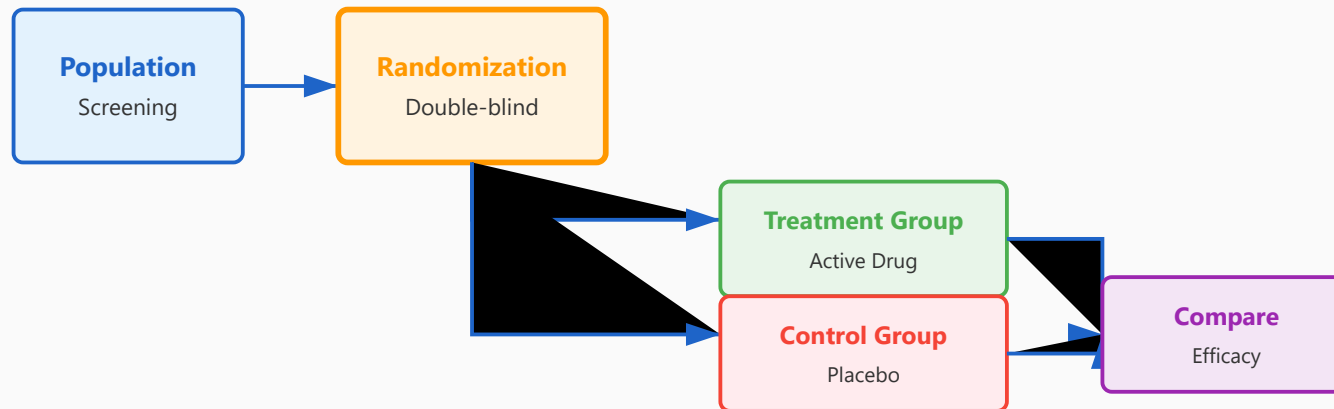 Population
Screening
Randomization
Double-blind
Treatment Group
Active Drug
Control Group
Placebo
Compare
Efficacy